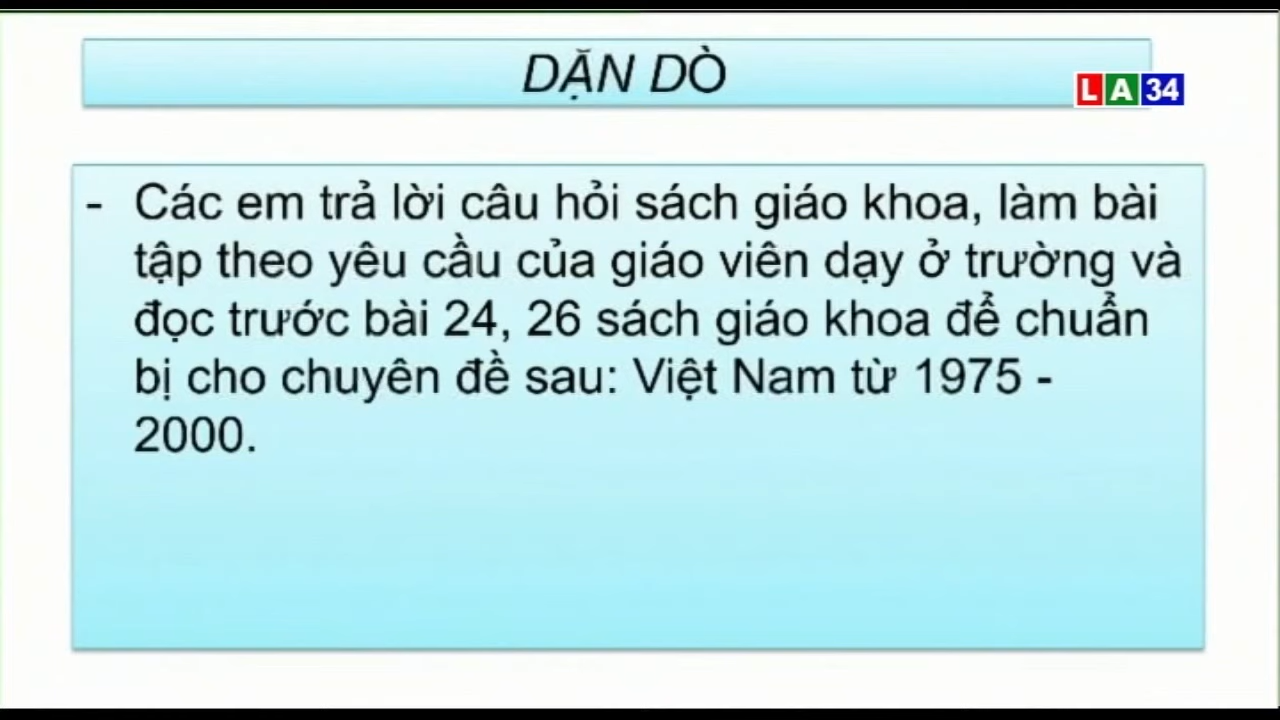 DẶN DÒ
LA34
- Các em trả lời câu hỏi sách giáo khoa, làm bài
tập theo yêu cầu của giáo viên dạy ở trường và
đọc trước bài 24, 26 sách giáo khoa để chuẩn
bị cho chuyên đề sau: Việt Nam từ 1975 -
2000.